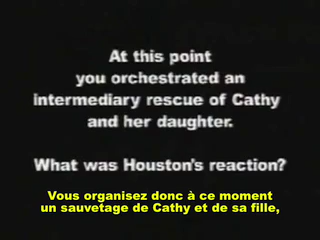 At this point
you orchestrated an
intermediary rescue of Cathy
and her daughter.
What was Houston's reaction?
Vous organisez donc à ce moment
un sauvetage de Cathy et de sa fille,